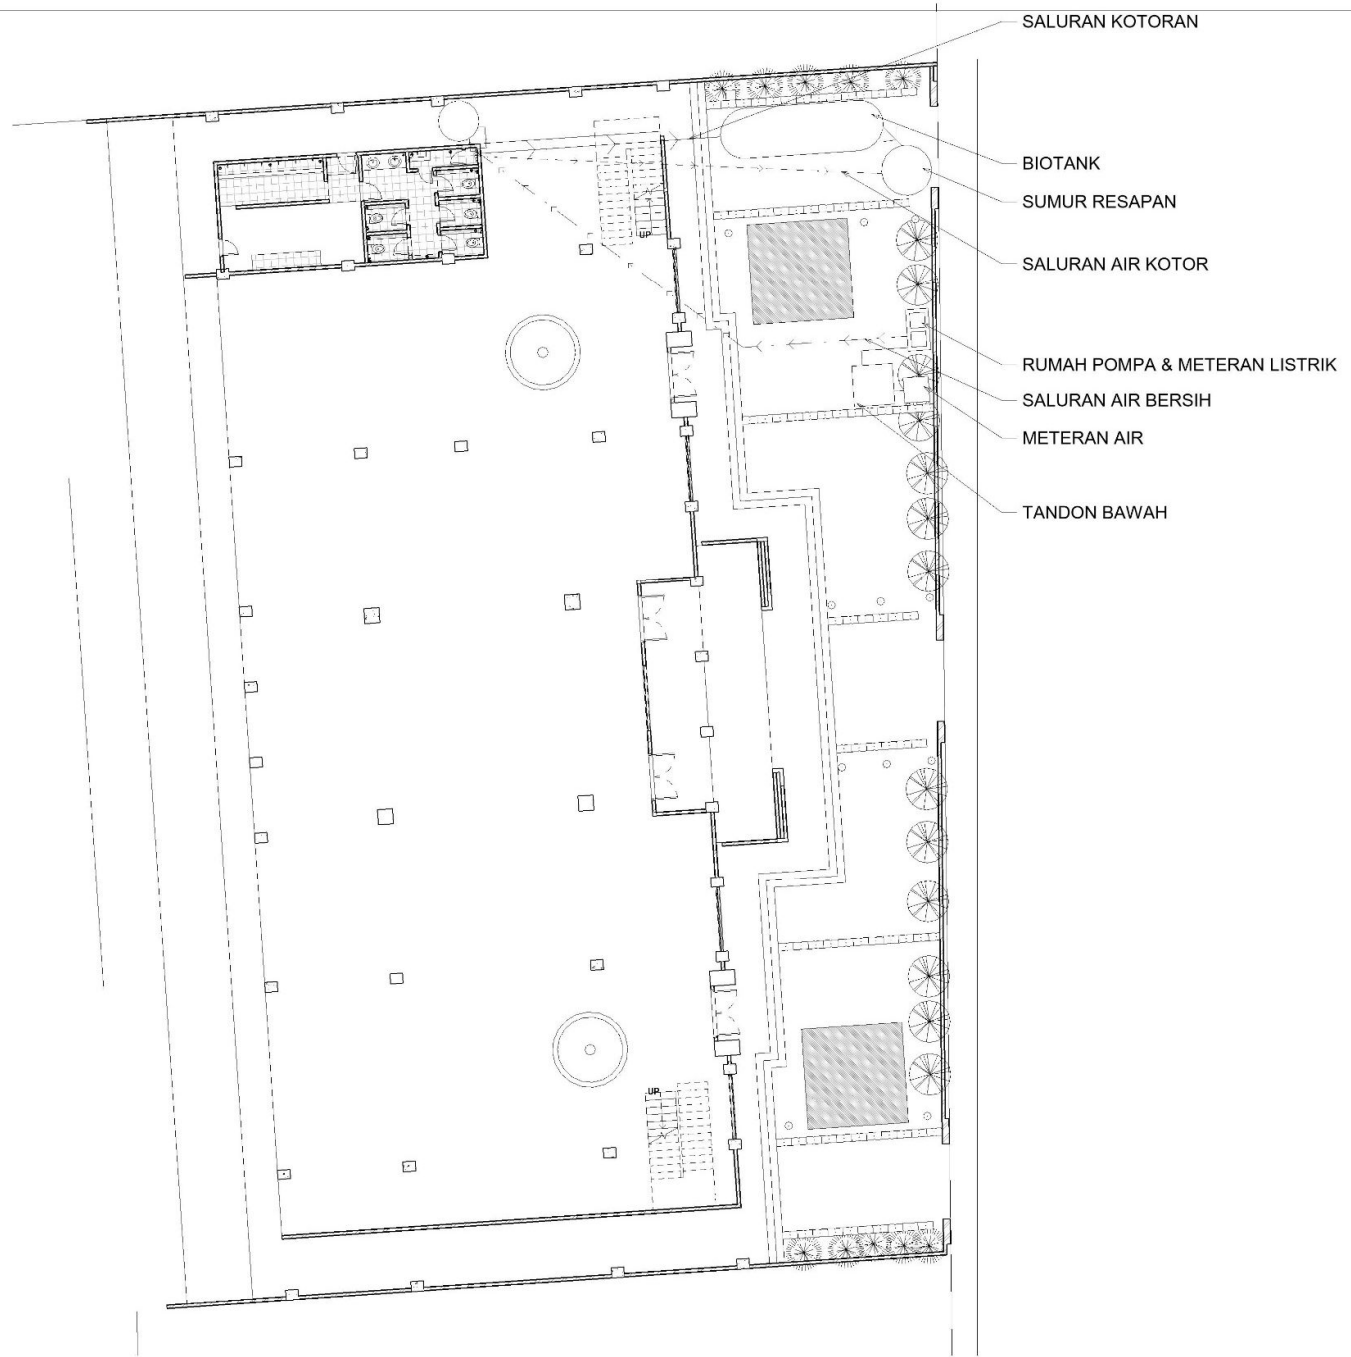 SALURAN KOTORAN
BIOTANK
SUMUR RESAPAN
SALURAN AIR KOTOR
UP
RUMAH POMPA & METERAN LISTRIK
SALURAN AIR BERSIH
METERAN AIR
TANDON BAWAH
UP